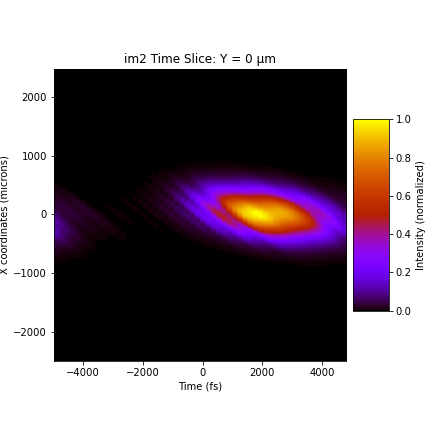 im2 Time Slice: Y = 0 µm
X coordinates (microns)
2000
1000
0
−1000
−2000
−4000 −2000 0 2000 4000
Time (fs)
1.0
0.8
0.6
0.4
0.2
0.0
Intensity (normalized)